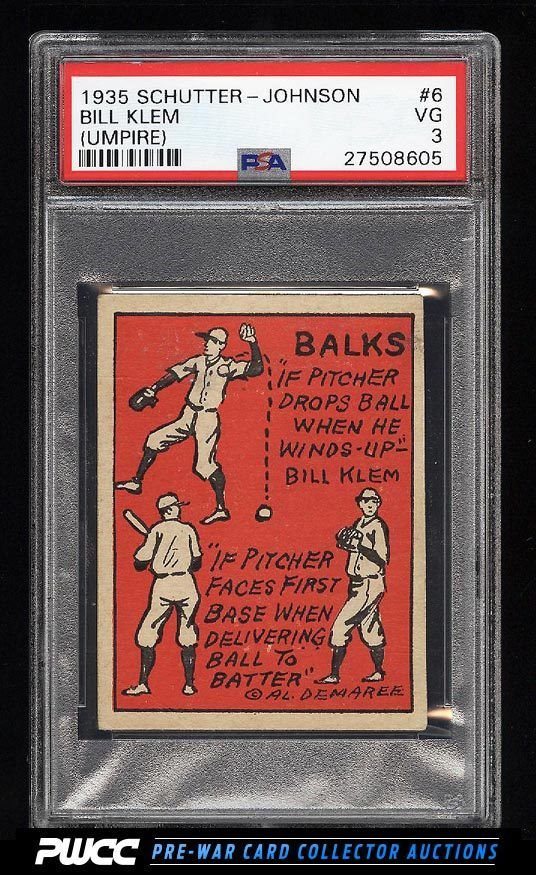 1935 SCHUTTER-JOHNSON #6
BILL KLEM VG
(UMPIRE) 3
PSA 27508605
BALKS
"IF PITCHER
DROPS BALL
WHEN HE
WINDS-UP"-
BILL KLEM
"IF PITCHER
FACES FIRST
BASE WHEN
DELIVERING
BALL TO
BATTER"
© AL. DEMAREE
PWCC PRE-WAR CARD COLLECTOR AUCTIONS